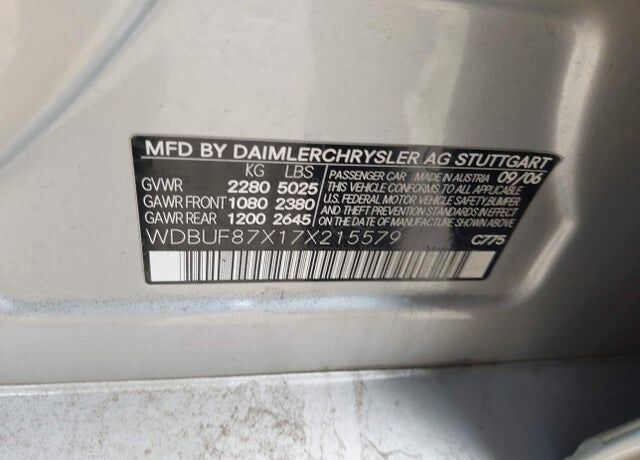 MFD BY DAIMLERCHRYSLER AG STUTTGART
KG LBS
GVWR 2280 5025
GAWR FRONT 1080 2380
GAWR REAR 1200 2645
PASSENGER CAR MADE IN AUSTRIA 09/06
THIS VEHICLE CONFORMS TO ALL APPLICABLE
U.S. FEDERAL MOTOR VEHICLE SAFETY, BUMPER
AND THEFT PREVENTION STANDARDS IN EFFECT
ON THE DATE OF MANUFACTURE SHOWN ABOVE.
WDBUF87X17X215579
C775